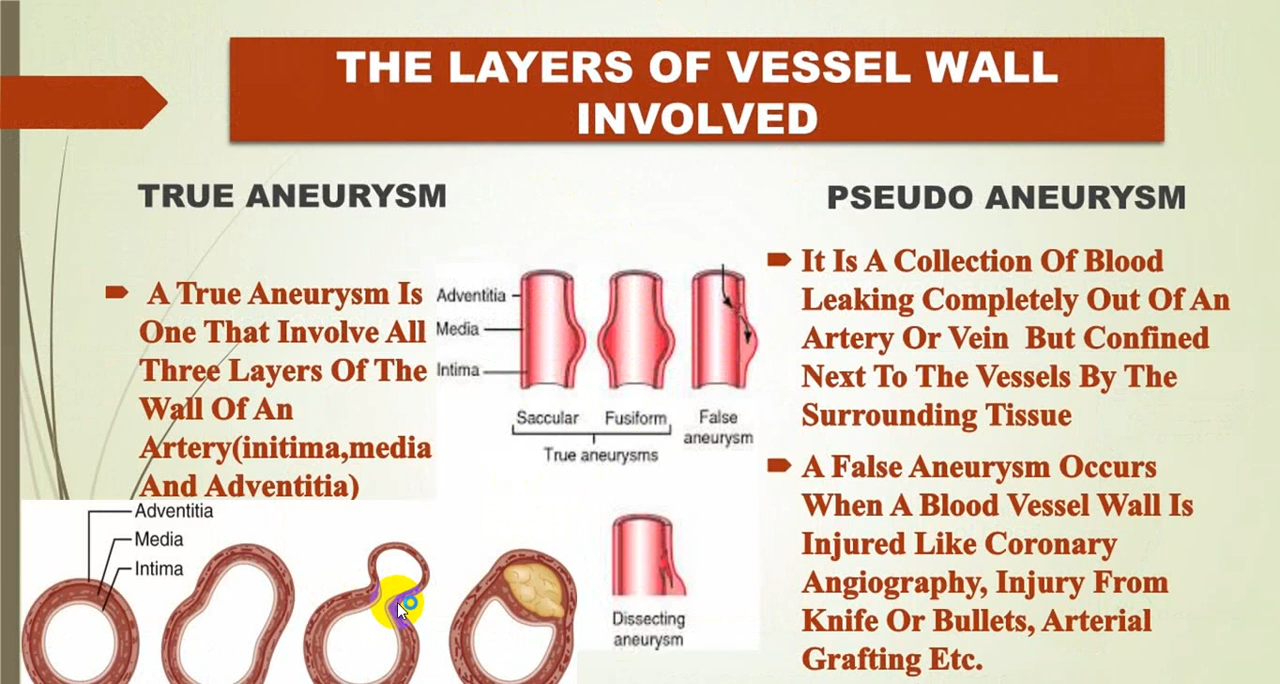 THE LAYERS OF VESSEL WALL
INVOLVED
TRUE ANEURYSM
A True Aneurysm Is
One That Involve All
Three Layers Of The
Wall Of An
Artery(initima,media
And Adventitia)
Adventitia
Media
Intima
Saccular
Fusiform
False
aneurysm
True aneurysms
Adventitia
Media
Intima
Dissecting
aneurysm
PSEUDO ANEURYSM
It Is A Collection Of Blood
Leaking Completely Out Of An
Artery Or Vein But Confined
Next To The Vessels By The
Surrounding Tissue
A False Aneurysm Occurs
When A Blood Vessel Wall Is
Injured Like Coronary
Angiography, Injury From
Knife Or Bullets, Arterial
Grafting Etc.